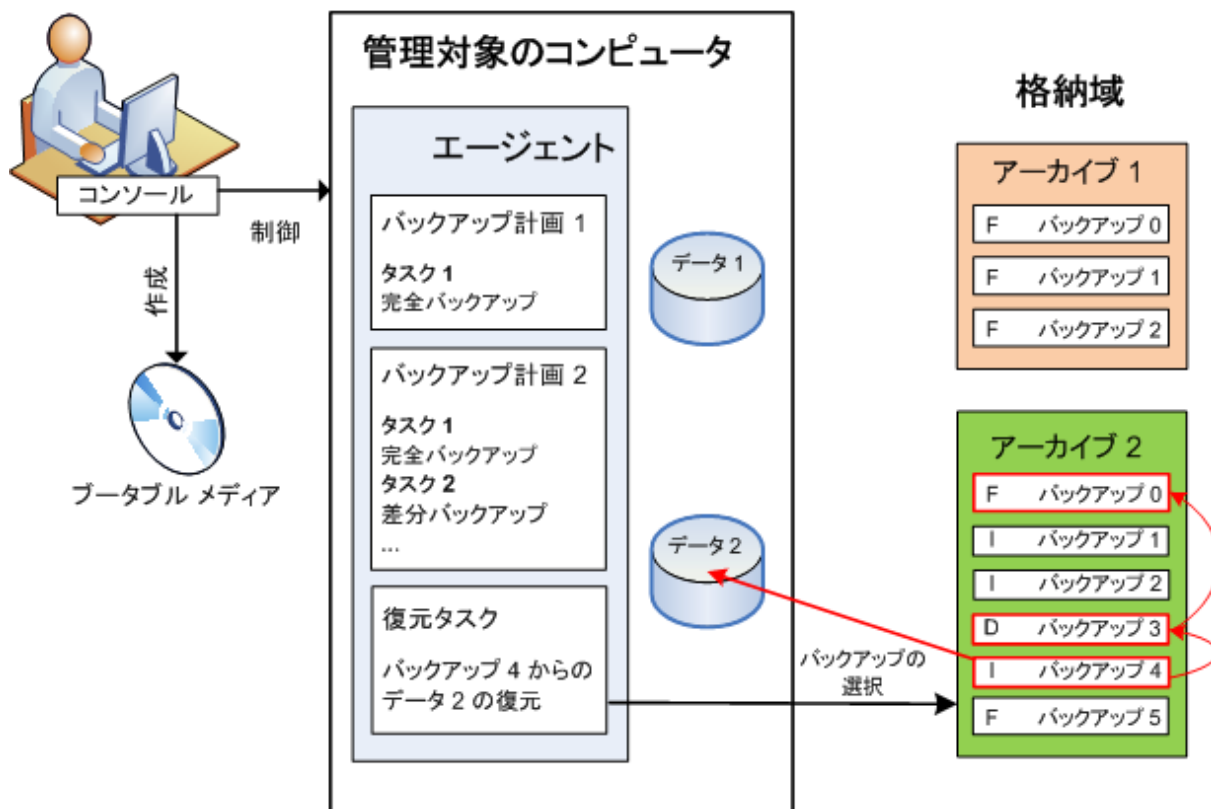 管理対象のコンピュータ
格納域
エージェント
コンソール
制御
作成
ブータブル メディア
バックアップ計画 1
タスク 1
完全バックアップ
バックアップ計画 2
タスク 1
完全バックアップ
タスク 2
差分バックアップ
...
復元タスク
バックアップ 4 からの
データ 2 の復元
データ 1
データ 2
バックアップの
選択
アーカイブ 1
F バックアップ 0
F バックアップ 1
F バックアップ 2
アーカイブ 2
F バックアップ 0
I バックアップ 1
I バックアップ 2
D バックアップ 3
I バックアップ 4
F バックアップ 5